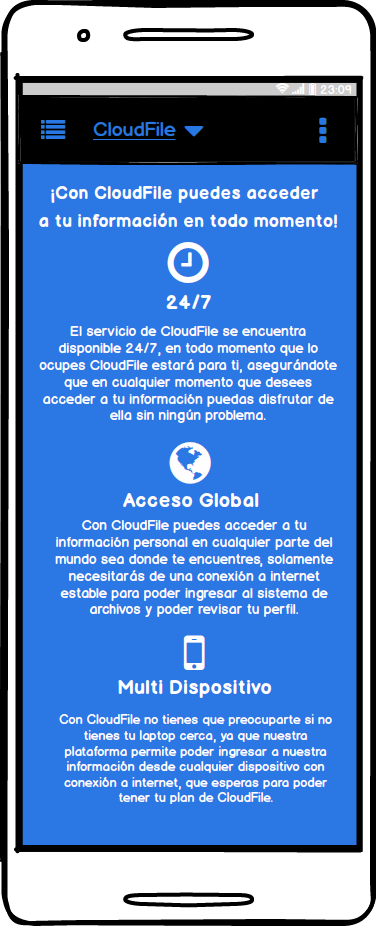 23:09
CloudFile
¡Con CloudFile puedes acceder
a tu información en todo momento!
24/7
El servicio de CloudFile se encuentra
disponible 24/7, en todo momento que lo
ocupes CloudFile estará para ti, asegurándote
que en cualquier momento que desees
acceder a tu información puedas disfrutar de
ella sin ningún problema.
Acceso Global
Con CloudFile puedes acceder a tu
información personal en cualquier parte del
mundo sea donde te encuentres, solamente
necesitarás de una conexión a internet
estable para poder ingresar al sistema de
archivos y poder revisar tu perfil.
Multi Dispositivo
Con CloudFile no tienes que preocuparte si no
tienes tu laptop cerca, ya que nuestra
plataforma permite poder ingresar a nuestra
información desde cualquier dispositivo con
conexión a internet, que esperas para poder
tener tu plan de CloudFile.